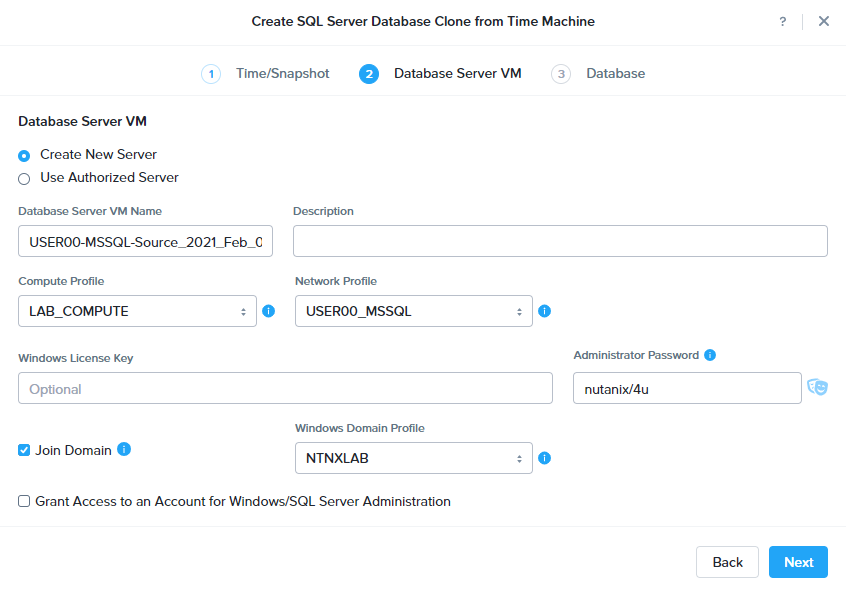 Create SQL Server Database Clone from Time Machine
?
1 Time/Snapshot 2 Database Server VM 3 Database
Database Server VM
Create New Server
Use Authorized Server
Database Server VM Name Description
USER00-MSSQL-Source_2021_Feb_0
Compute Profile Network Profile
LAB_COMPUTE i USER00_MSSQL i
Windows License Key Administrator Password i
Optional nutanix/4u
Windows Domain Profile
Join Domain i NTNXLAB i
Grant Access to an Account for Windows/SQL Server Administration
Back Next